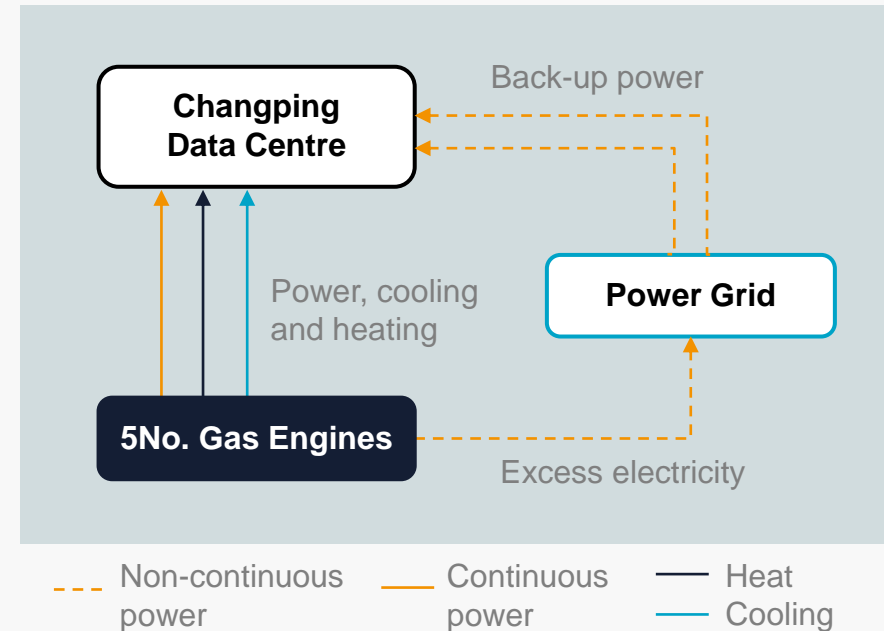 Changping
Data Centre
Back-up power
Power, cooling
and heating
Power Grid
5No. Gas Engines
Excess electricity
Non-continuous
power
Continuous
power
Heat
Cooling